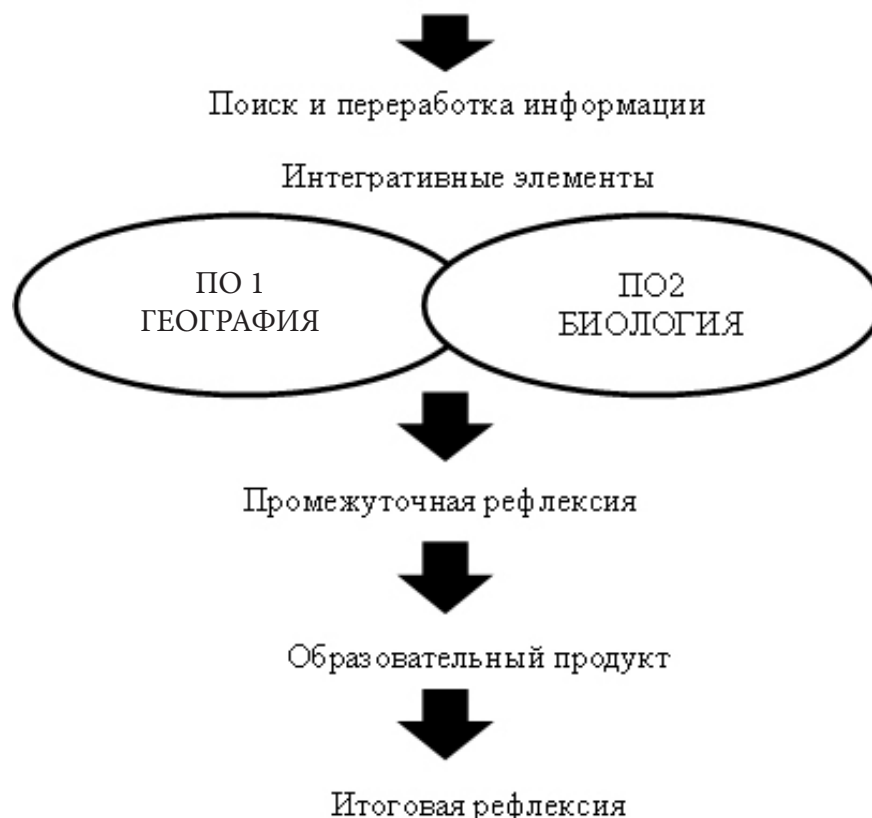 Поиск и переработка информации
Интегративные элементы
ПО 1
ГЕОГРАФИЯ
ПО2
БИОЛОГИЯ
Промежуточная рефлексия
Образовательный продукт
Итоговая рефлексия